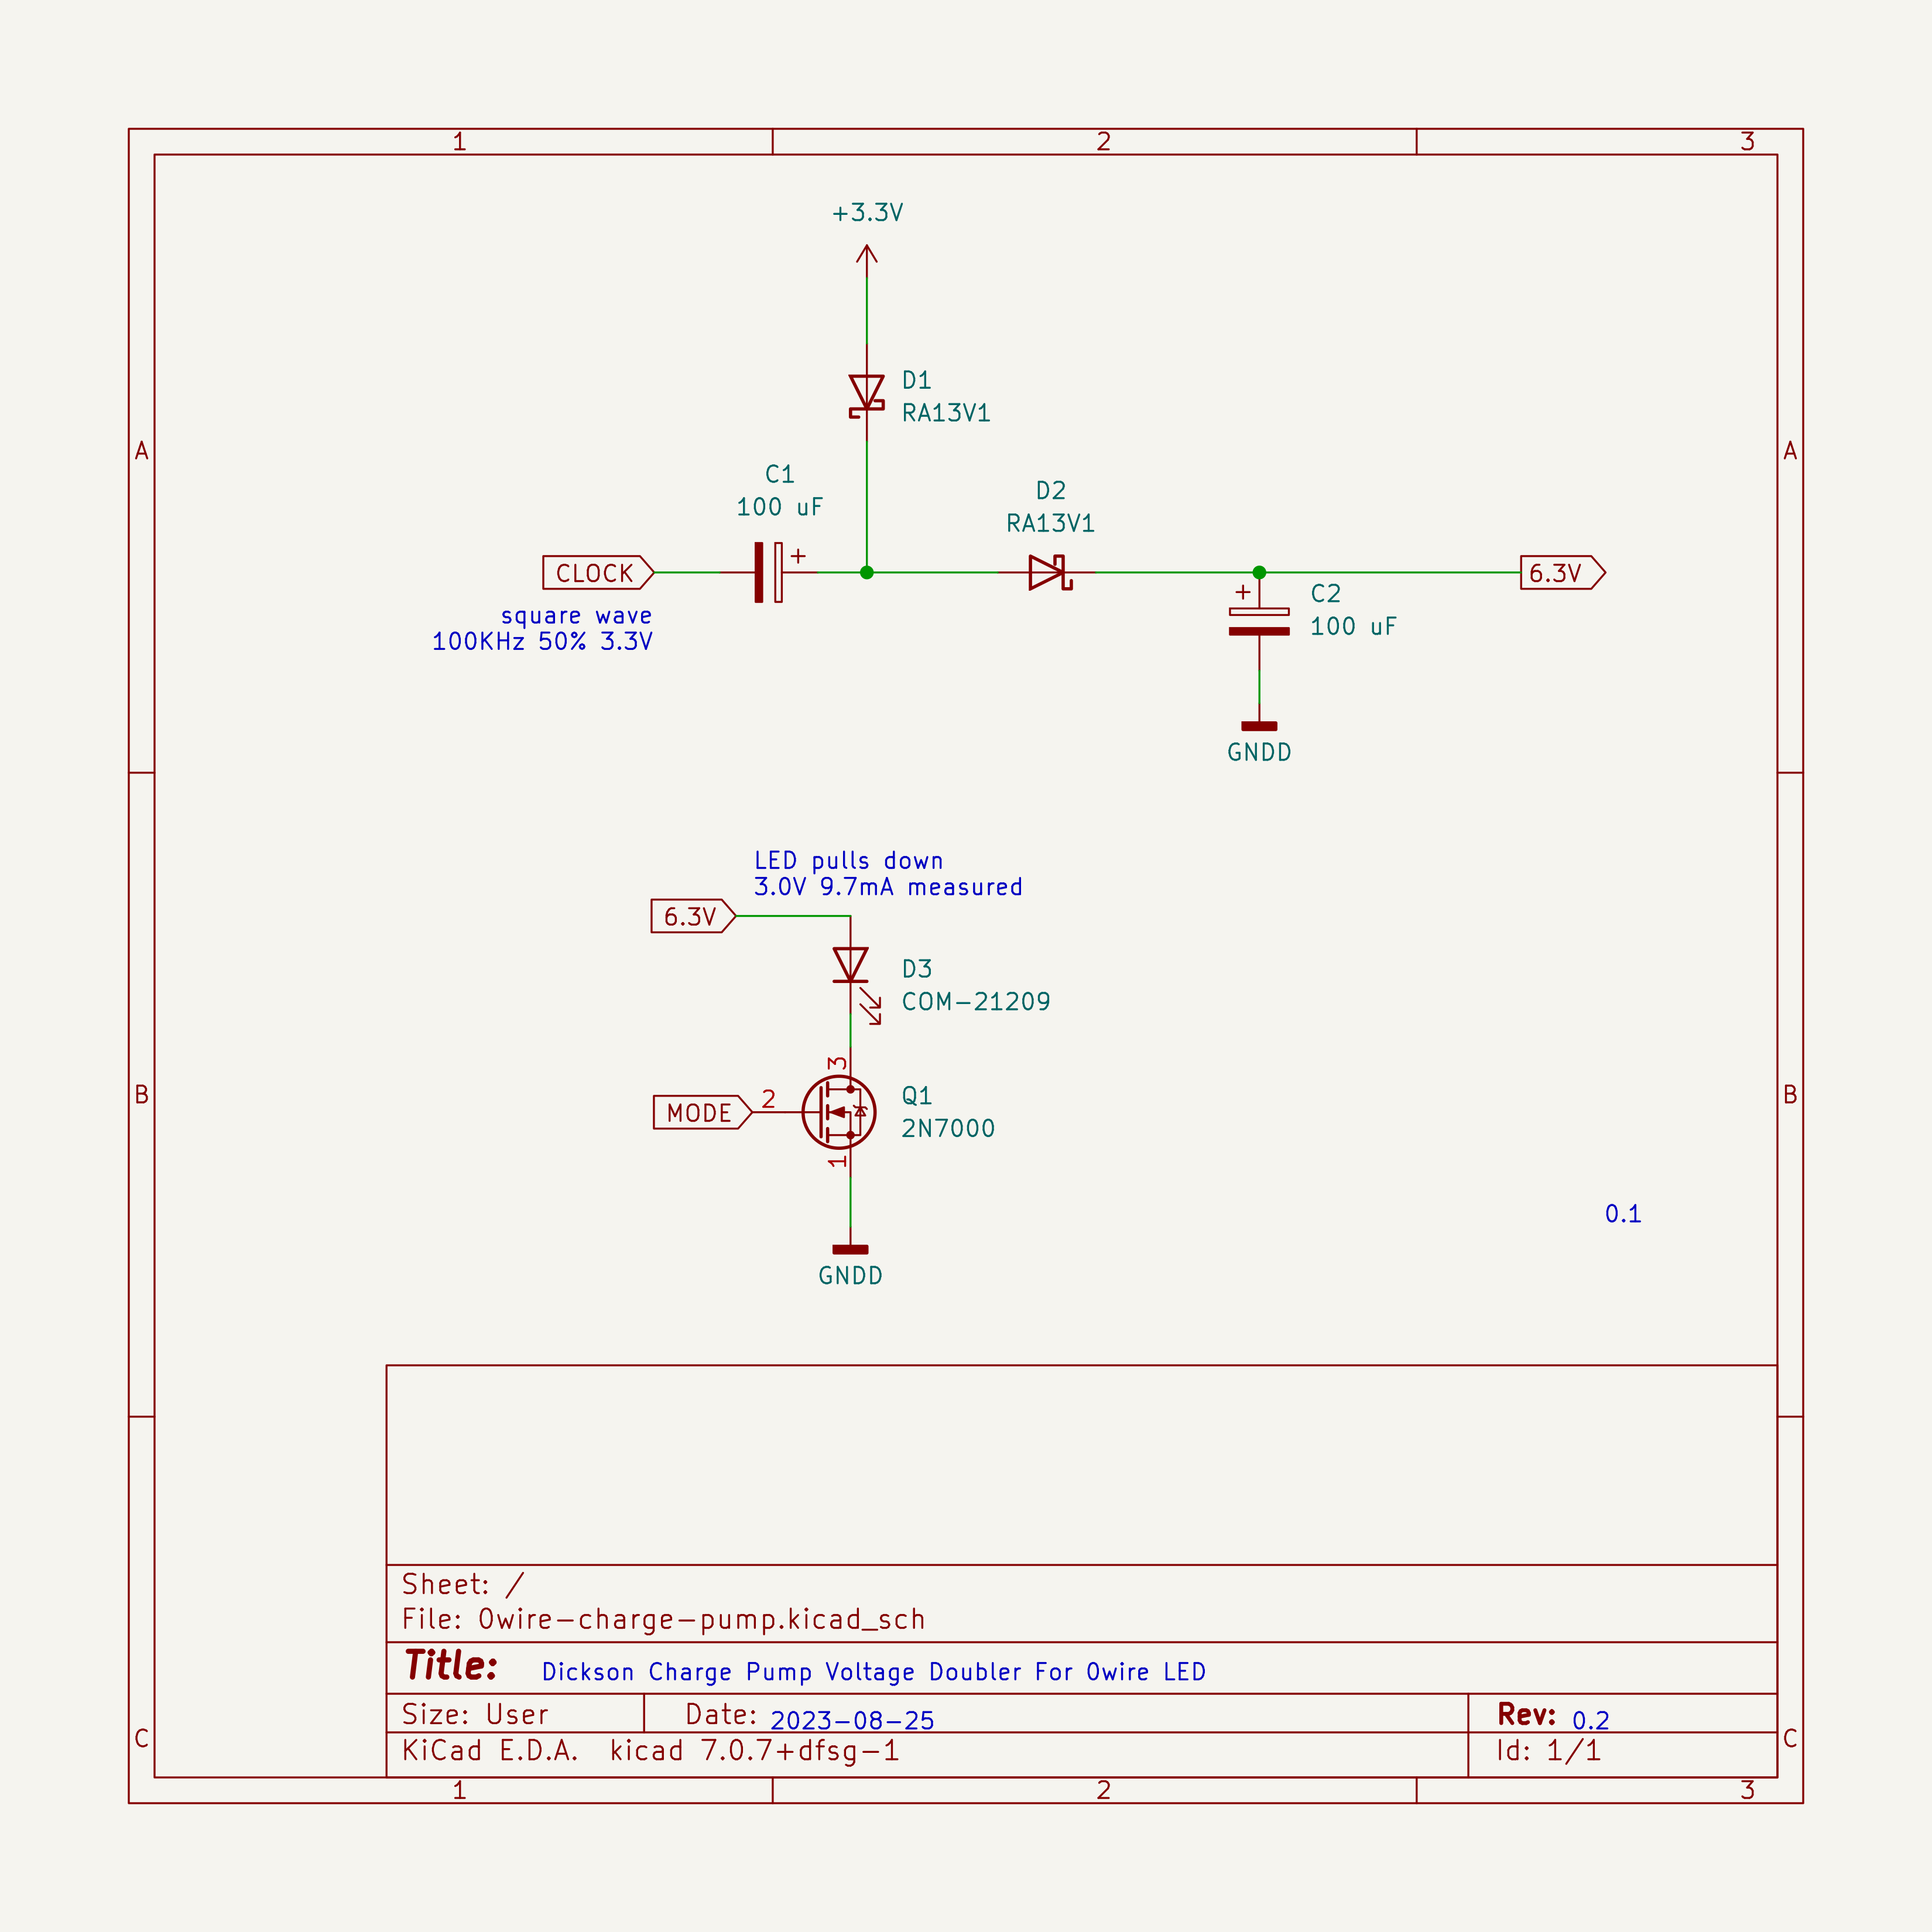 1 2 3
+3.3V
D1
RA13V1
A A
C1
100 uF
D2
RA13V1
+
CLOCK
6.3V
square wave
100KHz 50% 3.3V
+
C2
100 uF
GNDD
LED pulls down
3.0V 9.7mA measured
6.3V
D3
COM-21209
3
B B
MODE
2
Q1
2N7000
1
0.1
GNDD
Sheet: /
File: 0wire-charge-pump.kicad_sch
Title: Dickson Charge Pump Voltage Doubler For 0wire LED
Size: User Date: 2023-08-25 Rev: 0.2
C C
KiCad E.D.A. kicad 7.0.7+dfsg-1 Id: 1/1
1 2 3